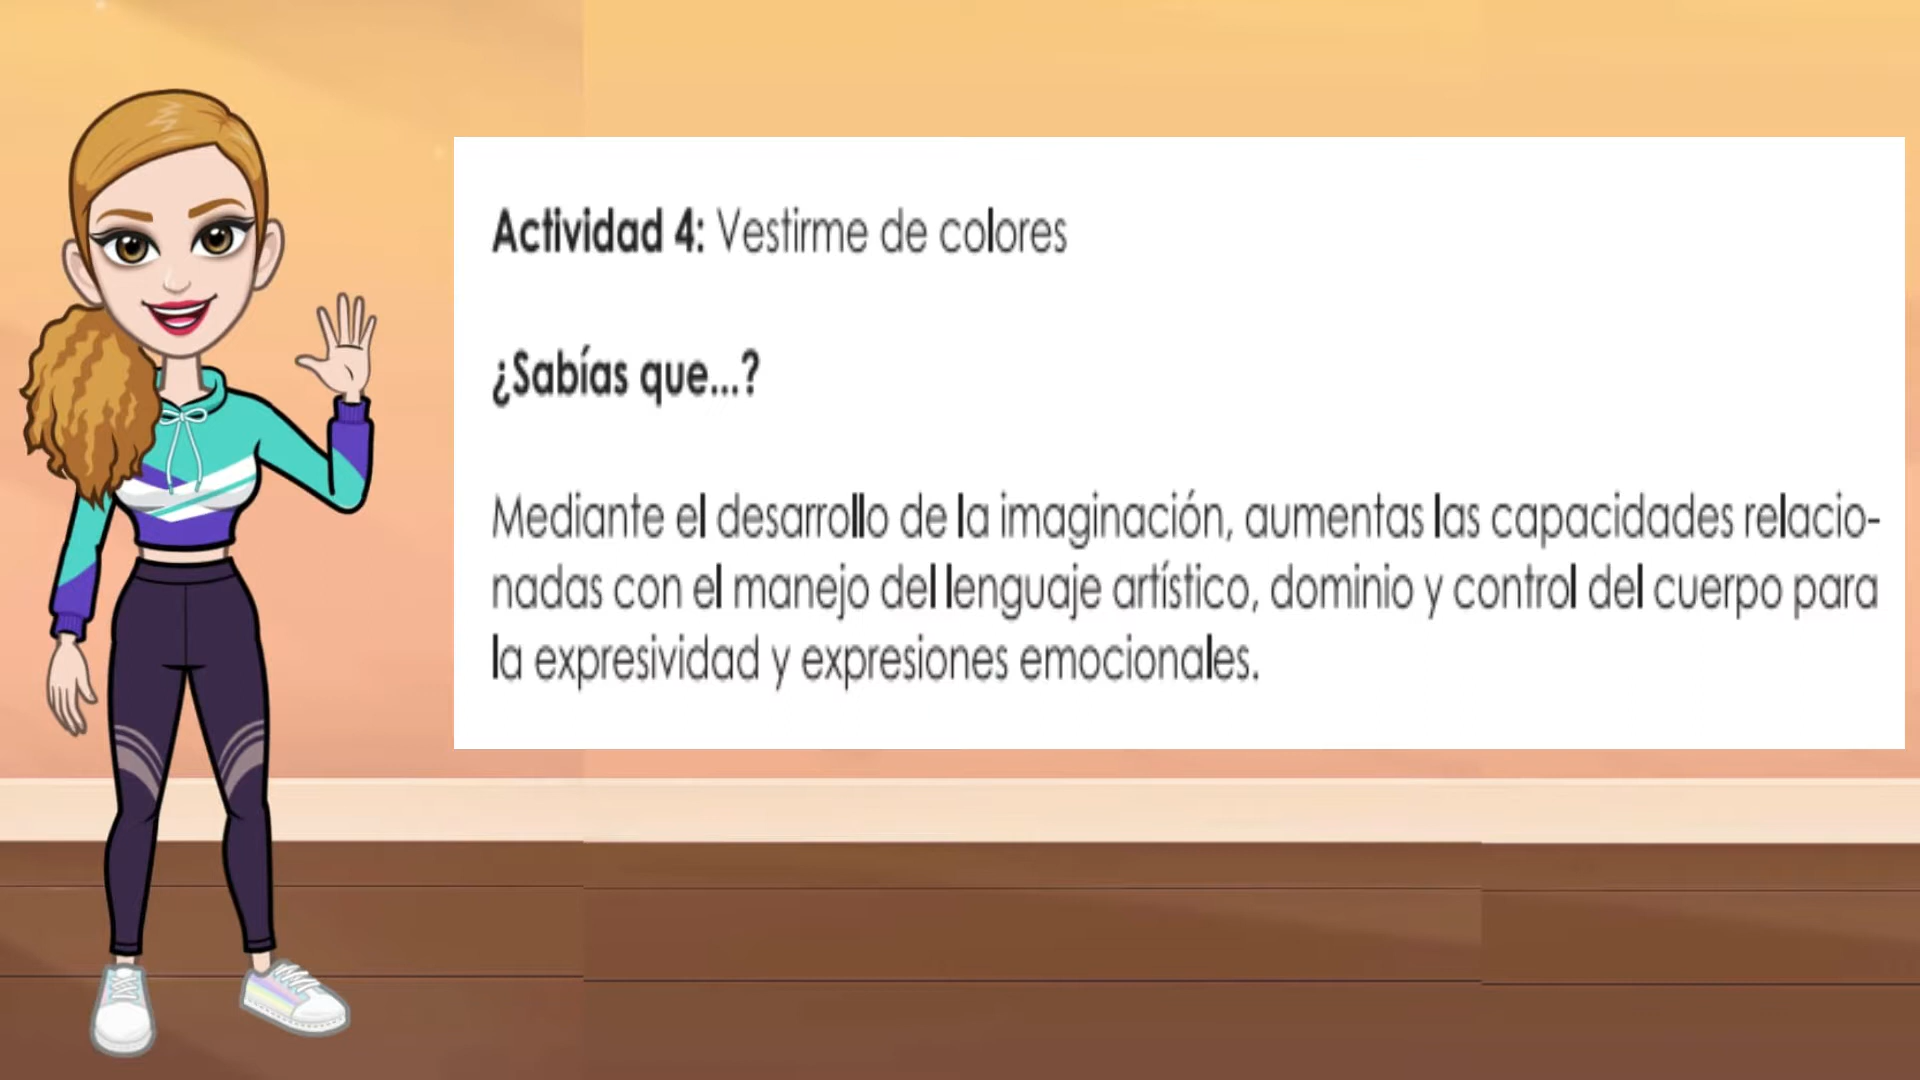 Actividad 4: Vestirme de colores
¿Sabías que...?
Mediante el desarrollo de la imaginación, aumentas las capacidades relacio-
nadas con el manejo del lenguaje artístico, dominio y control del cuerpo para
la expresividad y expresiones emocionales.